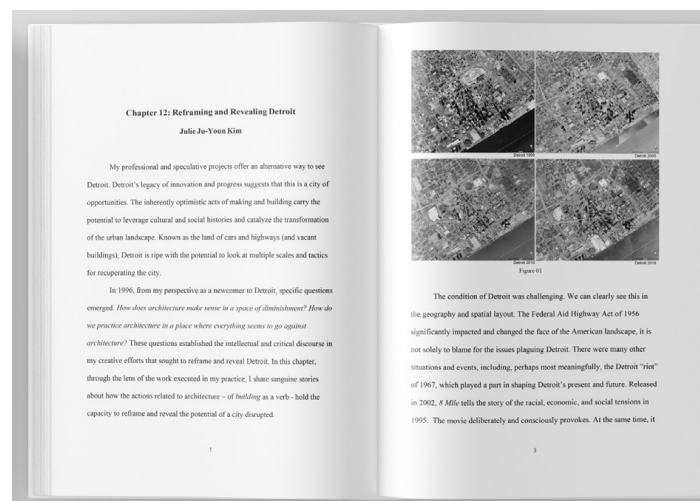 Chapter 12: Reframing and Revealing Detroit
Julie Ju-Youn Kim
My professional and speculative projects offer an alternative way to see
Detroit. Detroit's legacy of innovation and progress suggests that this is a city of
opportunities. The inherently optimistic acts of making and building carry the
potential to leverage cultural and social histories and catalyze the transformation
of the urban landscape. Known as the land of cars and highways (and vacant
buildings), Detroit is ripe with the potential to look at multiple scales and tactics
for recuperating the city.
In 1996, from my perspective as a newcomer to Detroit, specific questions
emerged. How does architecture make sense in a space of diminishment? How do
we practice architecture in a place where everything seems to go against
architecture? These questions established the intellectual and critical discourse in
my creative efforts that sought to reframe and reveal Detroit. In this chapter,
through the lens of the work executed in my practice, I share sanguine stories
about how the actions related to architecture – of building as a verb - hold the
capacity to reframe and reveal the potential of a city disrupted.
1
Detroit
Detroit
Detroit
Detroit
Figure 01
The condition of Detroit was challenging. We can clearly see this in
the geography and spatial layout. The Federal Aid Highway Act of 1956
significantly impacted and changed the face of the American landscape, it is
not solely to blame for the issues plaguing Detroit. There were many other
situations and events, including, perhaps most meaningfully, the Detroit "riot"
of 1967, which played a part in shaping Detroit's present and future. Released
in 2002, 8 Mile tells the story of the racial, economic, and social tensions in
1995. The movie deliberately and consciously provokes. At the same time, it
3